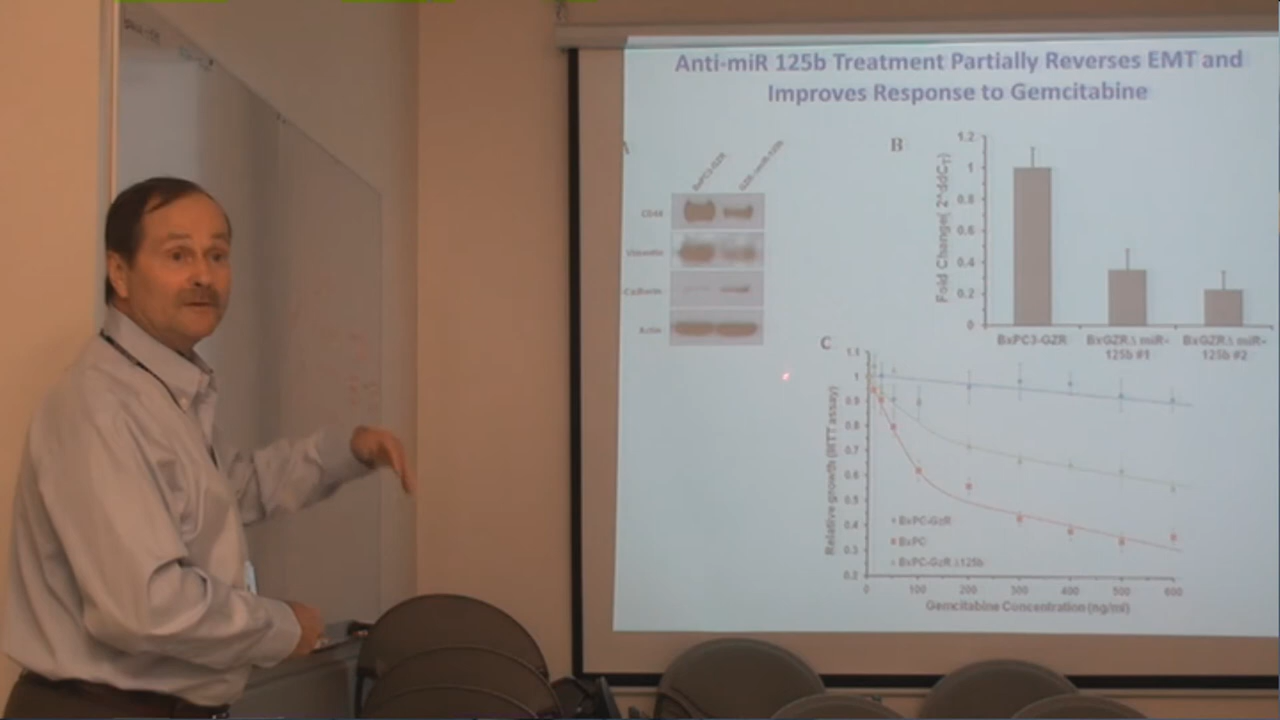 Anti-miR 125b Treatment Partially Reverses EMT and
Improves Response to Gemcitabine
BxPC3-GZR
CD44
Vimentin
Actin
B
Fold Change( 2^ddCT)
1.2
1
0.8
0.6
0.4
0.2
0
BxPC3-GZR
BxGZRΔ miR-
125b #1
BxGZRΔ miR-
125b #2
C
Relative growth (MTT assay)
1.1
1
0.9
0.8
0.7
0.6
0.5
0.4
0.3
0.2
BxPC-GzR
BxPC
BxPC-GzR Δ125b
0 100 200 300 400 500 600
Gemcitabine Concentration (ng/ml)